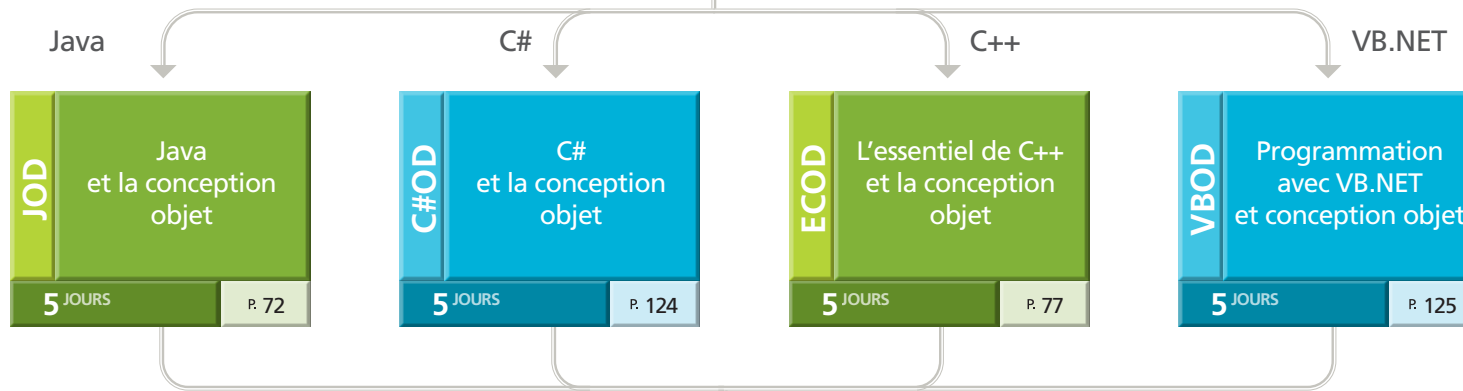 Java
C#
C++
VB.NET
JOD
Java
et la conception
objet
5 JOURS
P. 72
C#OD
C#
et la conception
objet
5 JOURS
P. 124
ECOD
L'essentiel de C++
et la conception
objet
5 JOURS
P. 77
VBOD
Programmation
avec VB.NET
et conception objet
5 JOURS
P. 125